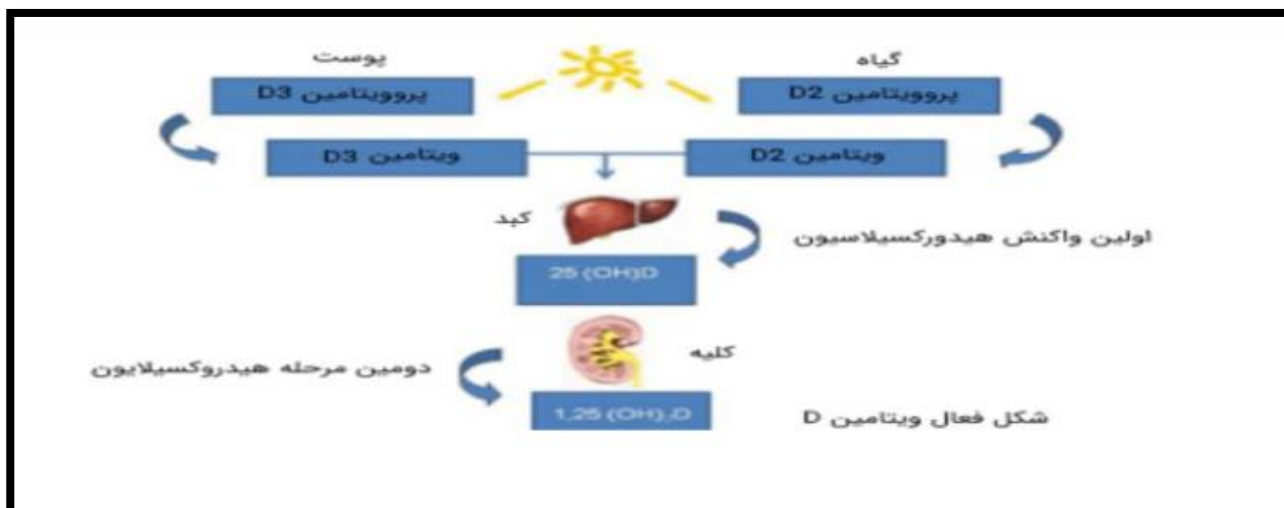 گیاه
پوست
پروویتامین D2
پروویتامین D3
ویتامین D2
ویتامین D3
کبد
اولین واکنش هیدورکسیلاسیون
25 (OH)D
کلیه
دومین مرحله هیدروکسیلایون
1,25 (OH)₂D
شکل فعال ویتامین D